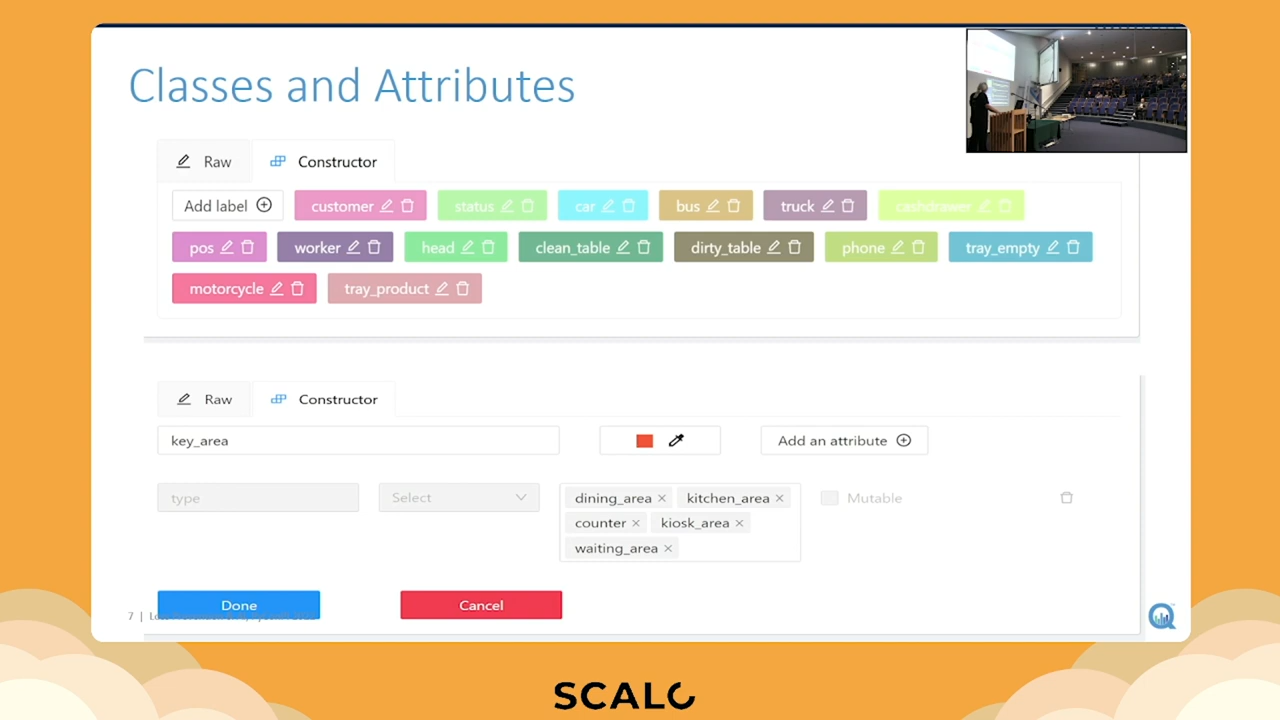 Classes and Attributes
Raw Constructor
Add label customer status car bus truck cashdrawer
pos worker head clean_table dirty_table phone tray_empty
motorcycle tray_product
Raw Constructor
key_area Add an attribute
type Select dining_area × kitchen_area × Mutable
counter × kiosk_area ×
waiting_area ×
Done Cancel
7 |
SCALO